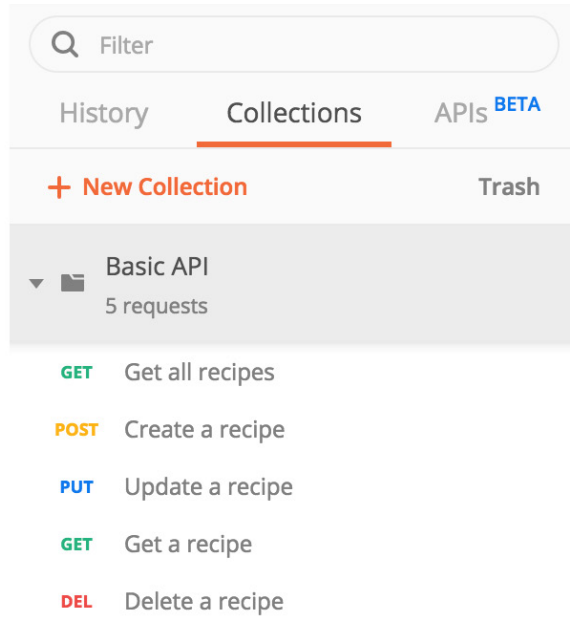 Filter
History Collections APIs BETA
+ New Collection Trash
Basic API
5 requests
GET Get all recipes
POST Create a recipe
PUT Update a recipe
GET Get a recipe
DEL Delete a recipe